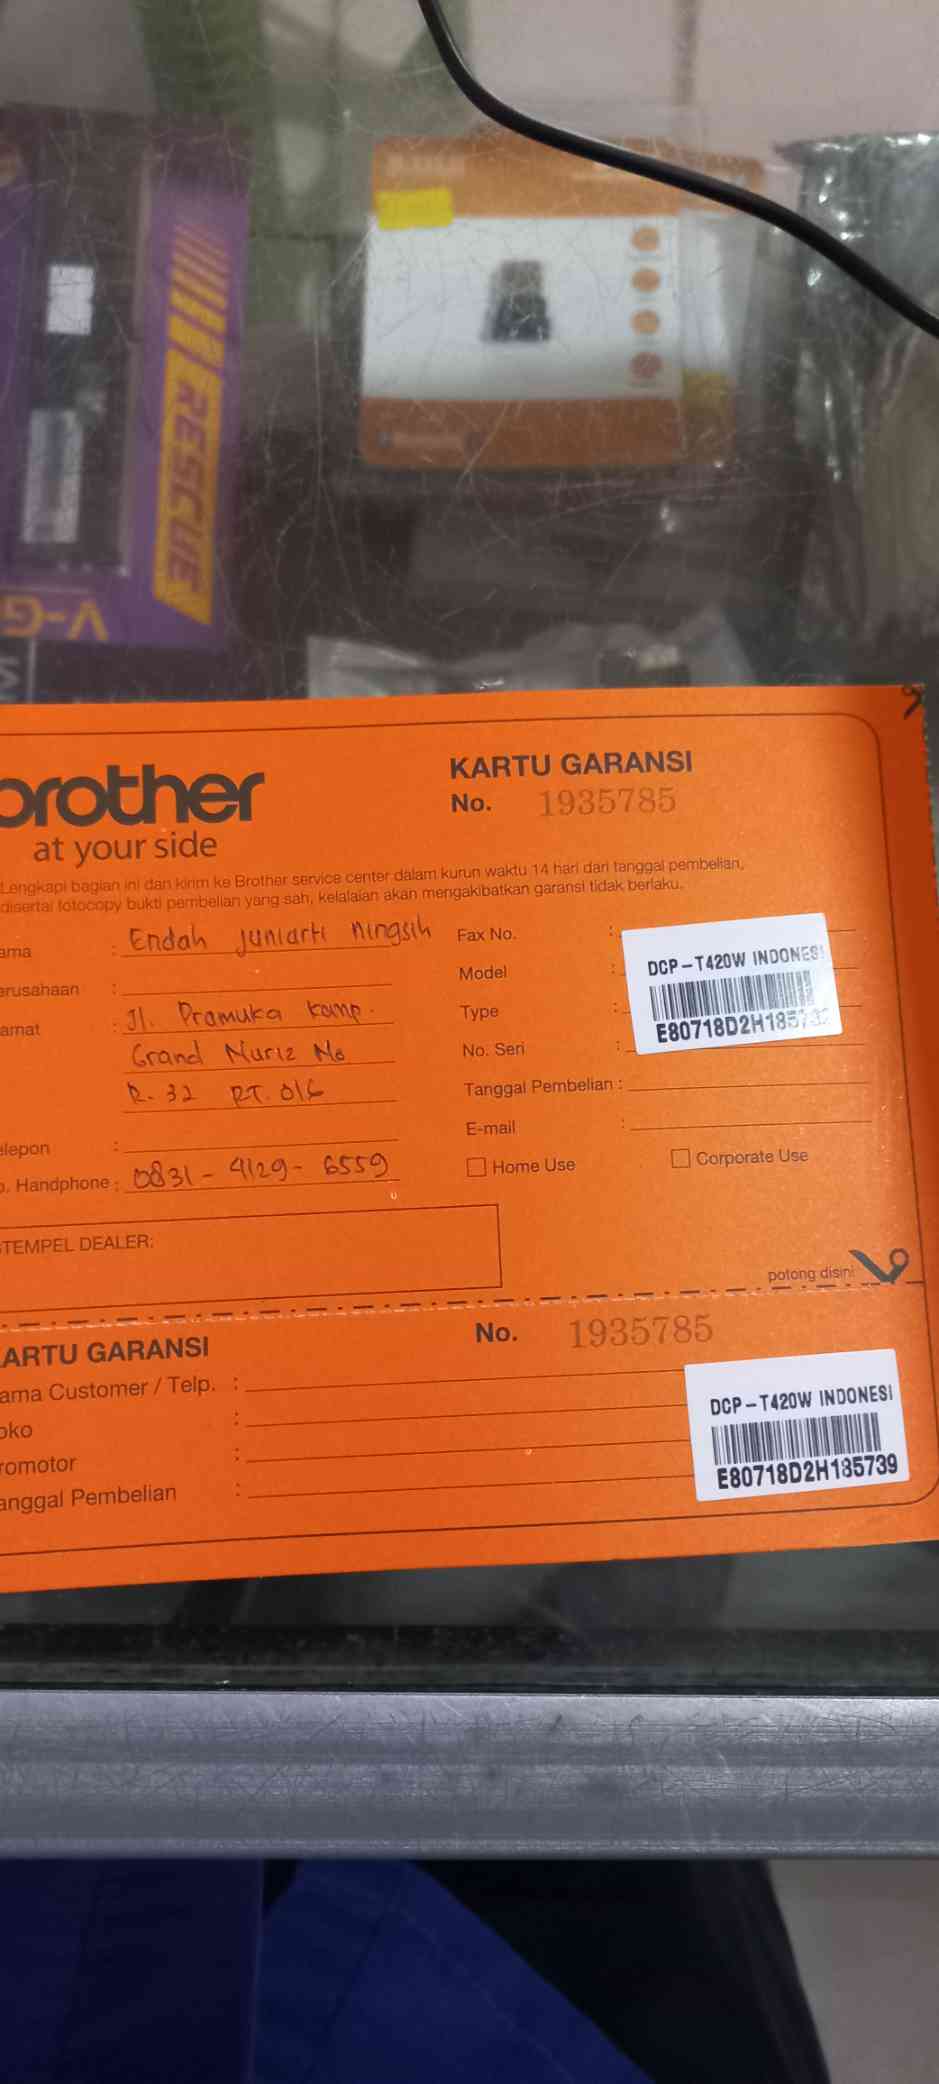 RESCUE
V-G
brother
at your side
KARTU GARANSI
No. 1935785
Lengkapi bagian ini dan kirim ke Brother service center dalam kurun waktu 14 hari dari tanggal pembelian,
disertai fotocopy bukti pembelian yang sah, kelalaian akan mengakibatkan garansi tidak berlaku.
ama : Endah Juniarti Ningsih
erusahaan :
amat : Jl. Pramuka komp.
Grand Nuriz No
R. 32 RT. 016
elepon :
o. Handphone : 0831 - 4129 - 6559
TEMPEL DEALER:
Fax No. :
Model :
Type :
No. Seri :
Tanggal Pembelian :
E-mail :
Home Use Corporate Use
DCP-T420W INDONESI
potong disini
ARTU GARANSI No. 1935785
ama Customer / Telp. :
oko :
romotor :
anggal Pembelian :
DCP-T420W INDONESI
E80718D2H185739